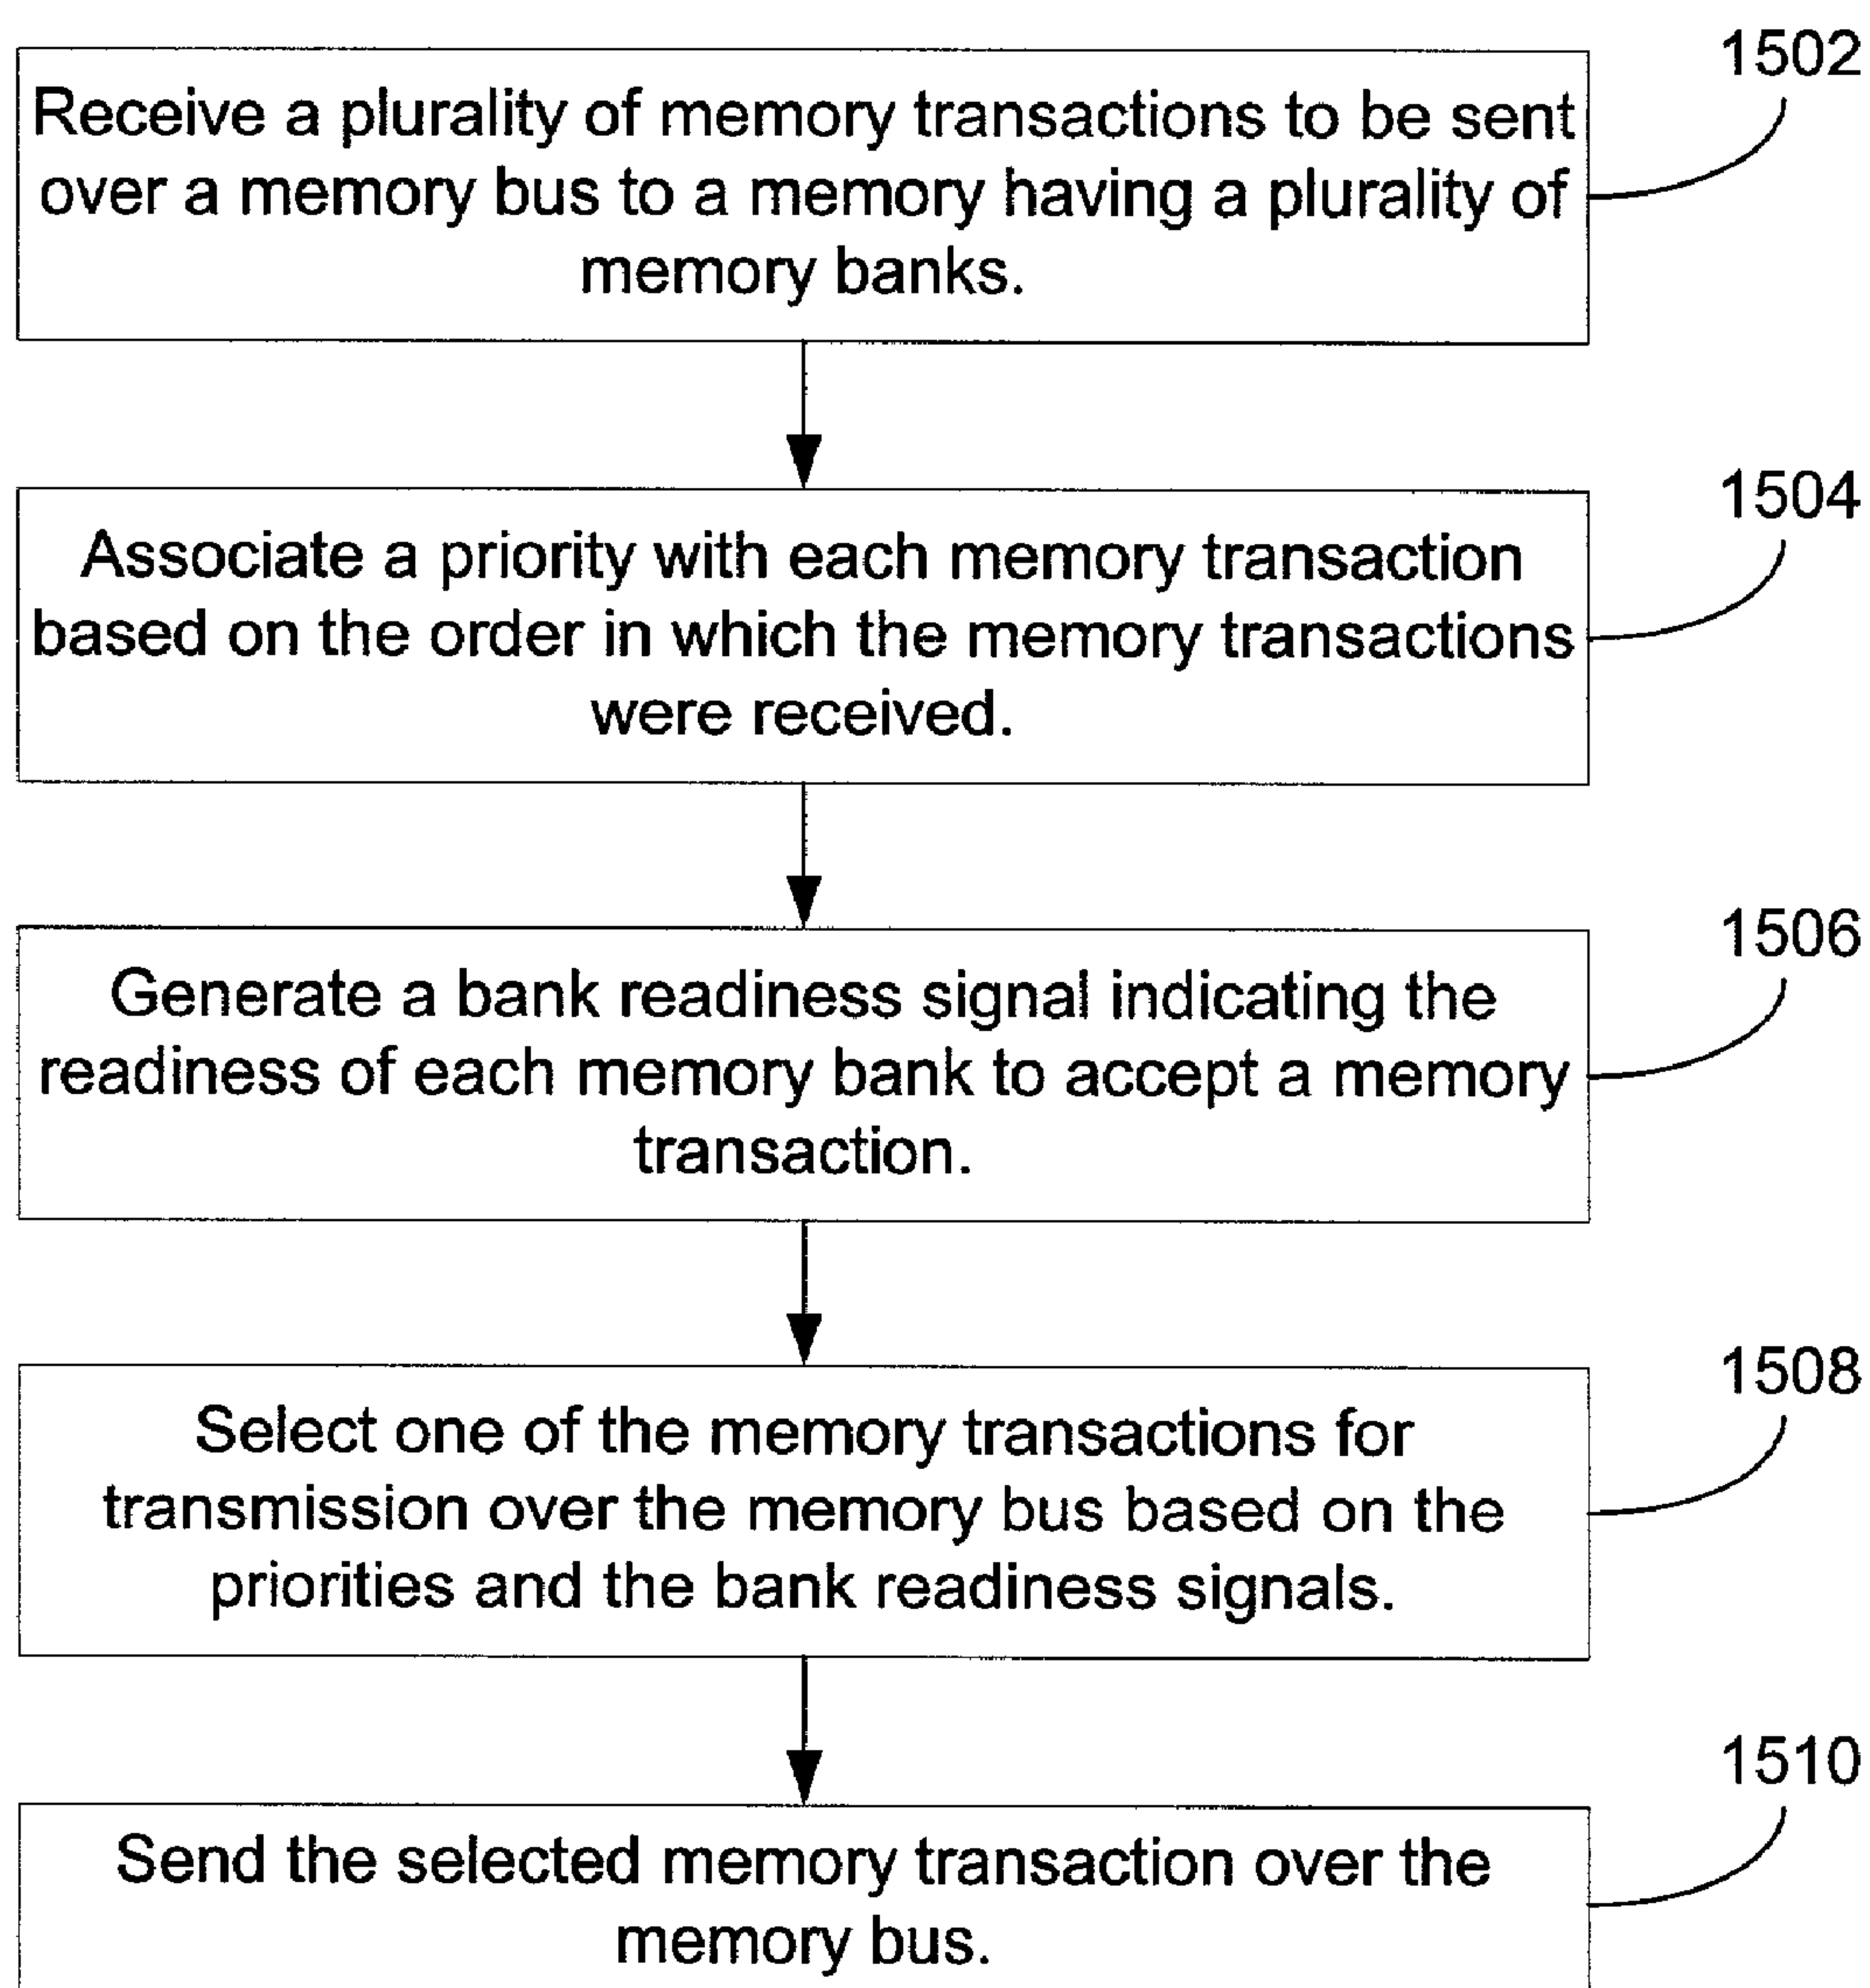 1502
Receive a plurality of memory transactions to be sent
over a memory bus to a memory having a plurality of
memory banks.
1504
Associate a priority with each memory transaction
based on the order in which the memory transactions
were received.
1506
Generate a bank readiness signal indicating the
readiness of each memory bank to accept a memory
transaction.
1508
Select one of the memory transactions for
transmission over the memory bus based on the
priorities and the bank readiness signals.
1510
Send the selected memory transaction over the
memory bus.